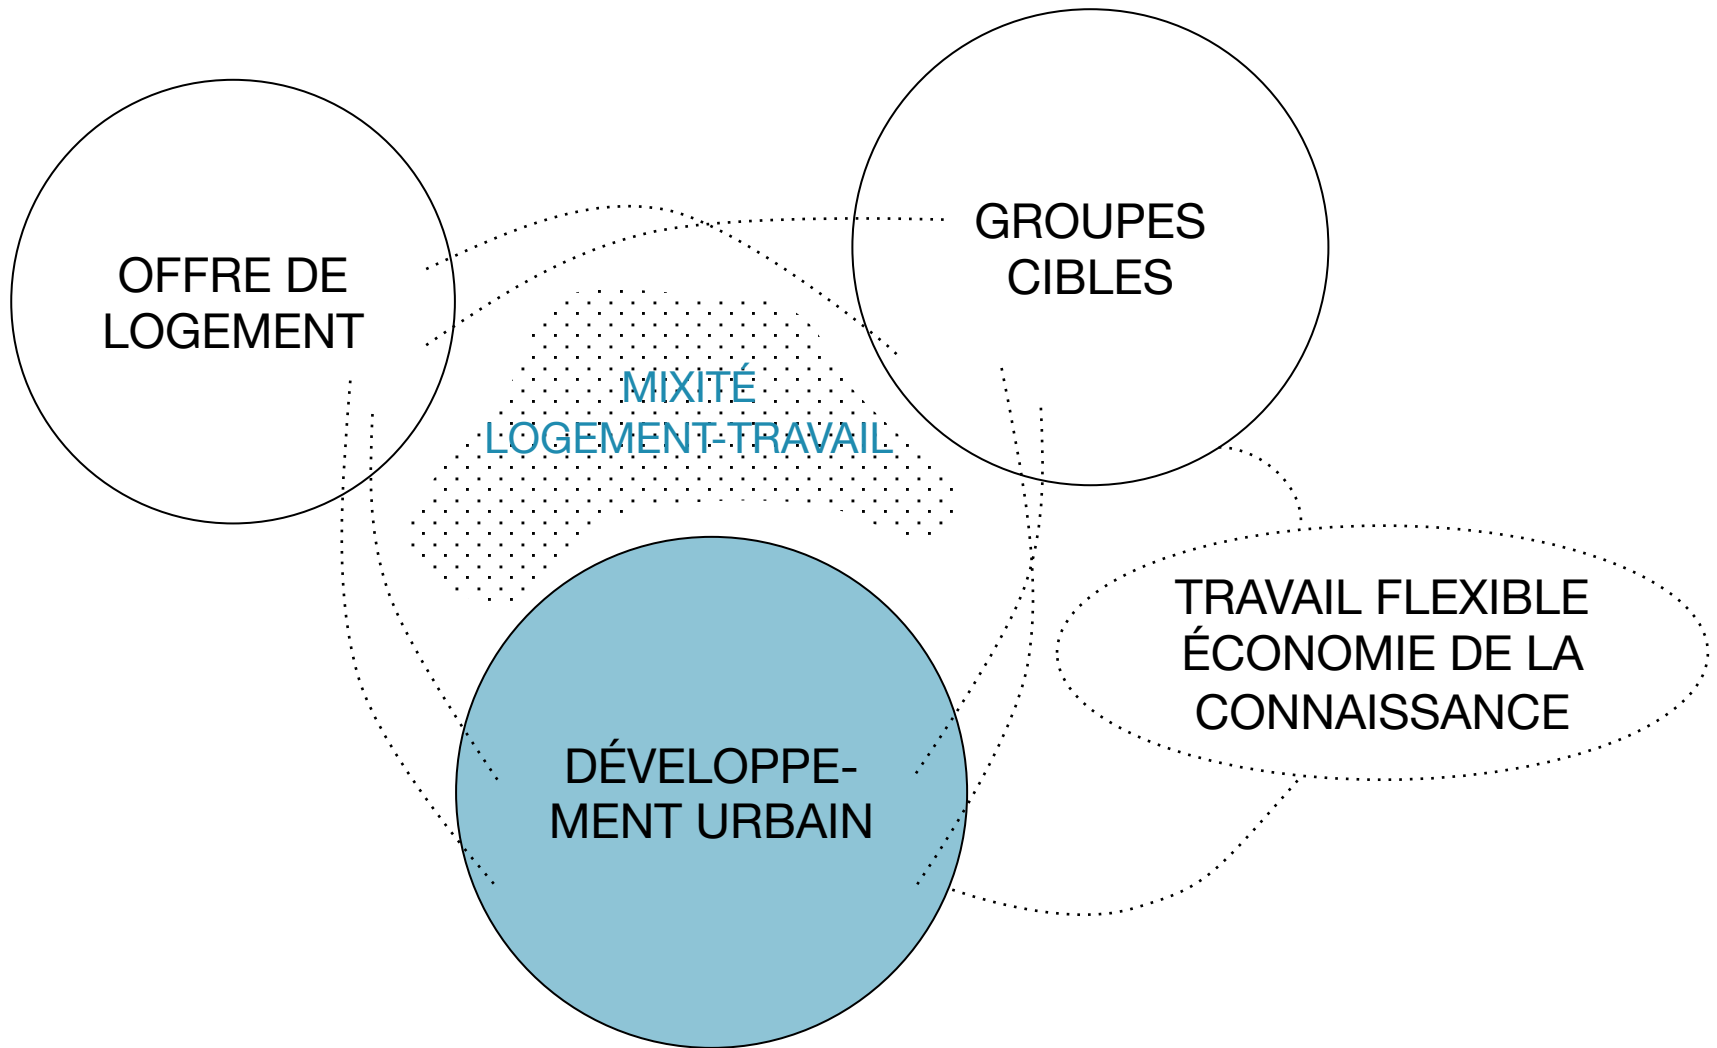 OFFRE DE
LOGEMENT
GROUPES
CIBLES
MIXITÉ
LOGEMENT-TRAVAIL
TRAVAIL FLEXIBLE
ÉCONOMIE DE LA
CONNAISSANCE
DÉVELOPPE-
MENT URBAIN